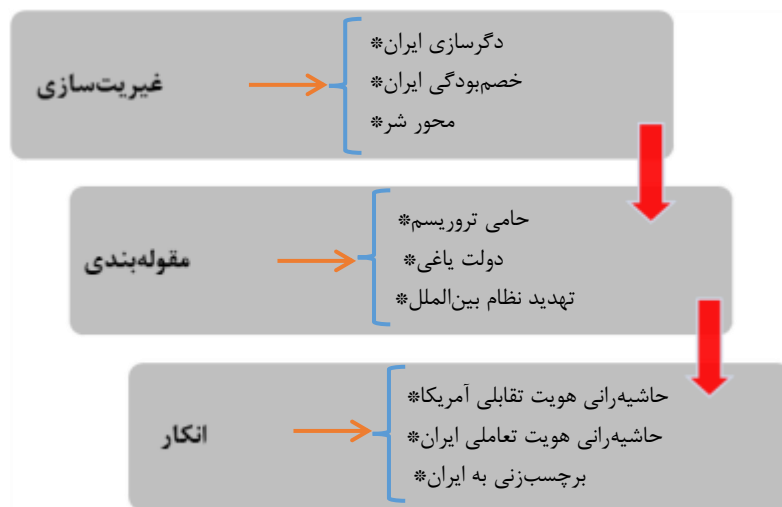 غیریت‌سازی
دگرسازی ایران*
خصم‌بودگی ایران*
محور شر*
مقوله‌بندی
حامی تروریسم*
دولت یاغی*
تهدید نظام بین‌الملل*
انکار
حاشیه‌رانی هویت تقابلی آمریکا*
حاشیه‌رانی هویت تعاملی ایران*
برچسب‌زنی به ایران*